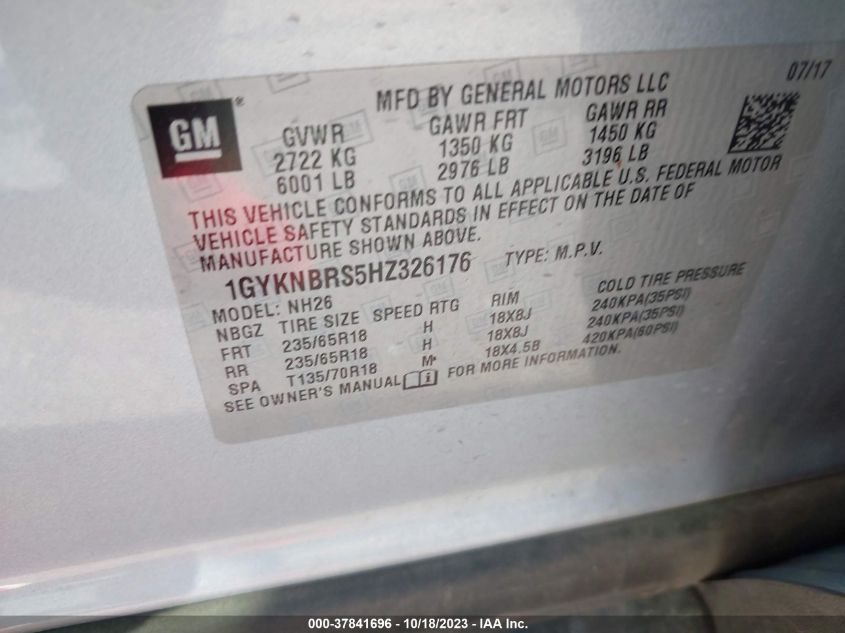 07/17
MFD BY GENERAL MOTORS LLC
GM®
GVWR GAWR FRT GAWR RR
2722 KG 1350 KG 1450 KG
6001 LB 2976 LB 3196 LB
THIS VEHICLE CONFORMS TO ALL APPLICABLE U.S. FEDERAL MOTOR
VEHICLE SAFETY STANDARDS IN EFFECT ON THE DATE OF
MANUFACTURE SHOWN ABOVE.
1GYKNBRS5HZ326176 TYPE: M.P.V.
MODEL: NH26
NBGZ TIRE SIZE SPEED RTG RIM COLD TIRE PRESSURE
FRT 235/65R18 H 18X8J 240KPA(35PSI)
RR 235/65R18 H 18X8J 240KPA(35PSI)
SPA T135/70R18 M* 18X4.5B 420KPA(60PSI)
SEE OWNER'S MANUAL FOR MORE INFORMATION.
000-37841696 - 10/18/2023 - IAA Inc.